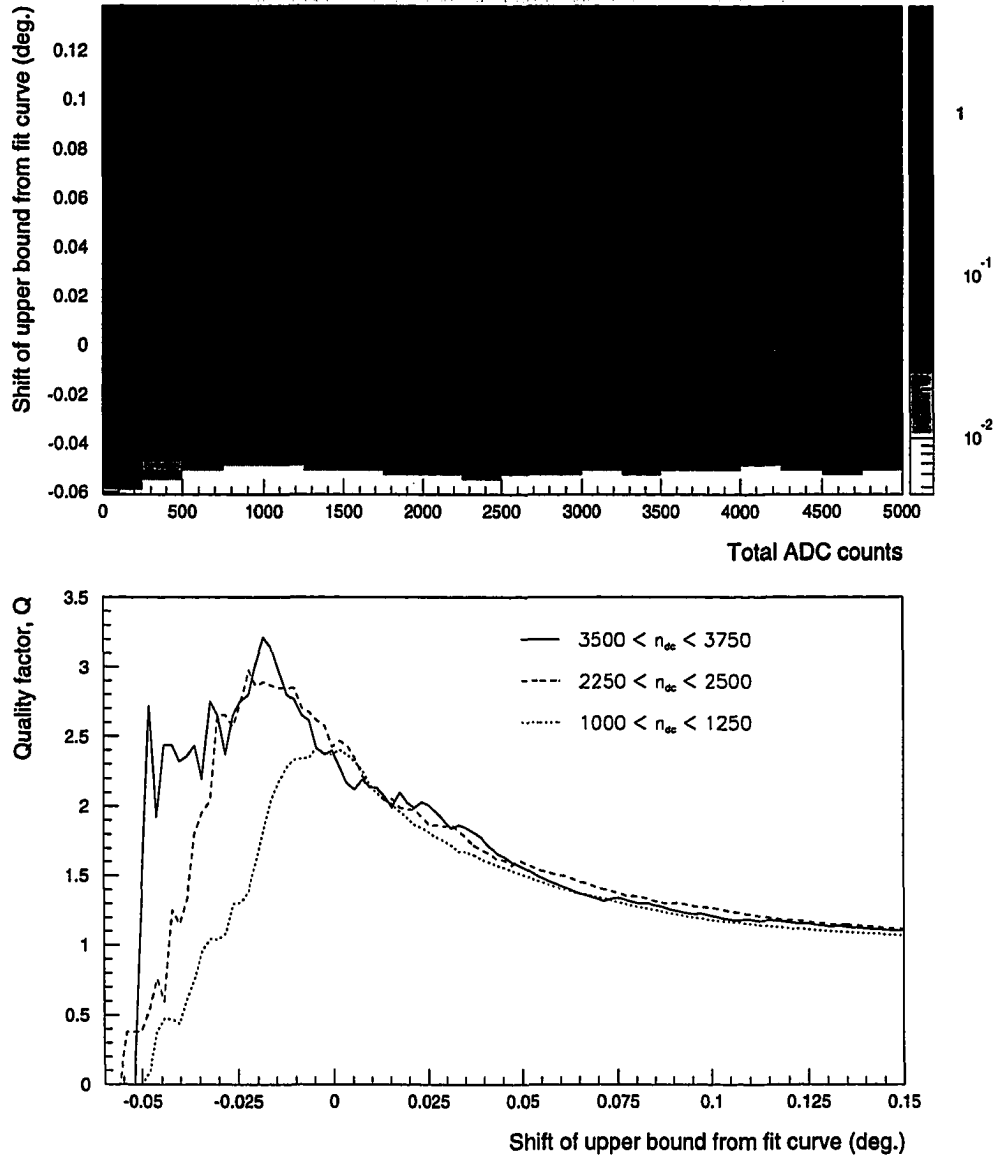 Shift of upper bound from fit curve (deg.)
0.12
0.1
0.08
0.06
0.04
0.02
0
-0.02
-0.04
-0.06
0 500 1000 1500 2000 2500 3000 3500 4000 4500 5000
Total ADC counts
1
10^-1
10^-2
Quality factor, Q
3.5
3
2.5
2
1.5
1
0.5
0
3500 < n_dc < 3750
2250 < n_dc < 2500
1000 < n_dc < 1250
-0.05 -0.025 0 0.025 0.05 0.075 0.1 0.125 0.15
Shift of upper bound from fit curve (deg.)